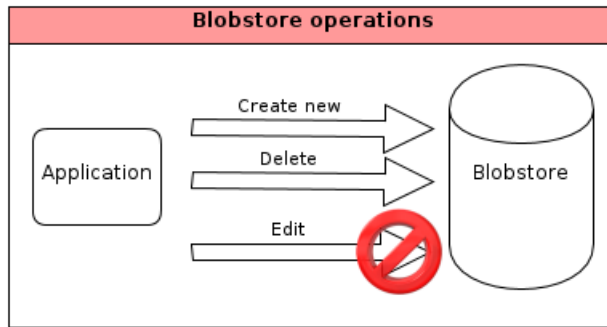 Blobstore operations
Create new
Application
Delete
Blobstore
Edit